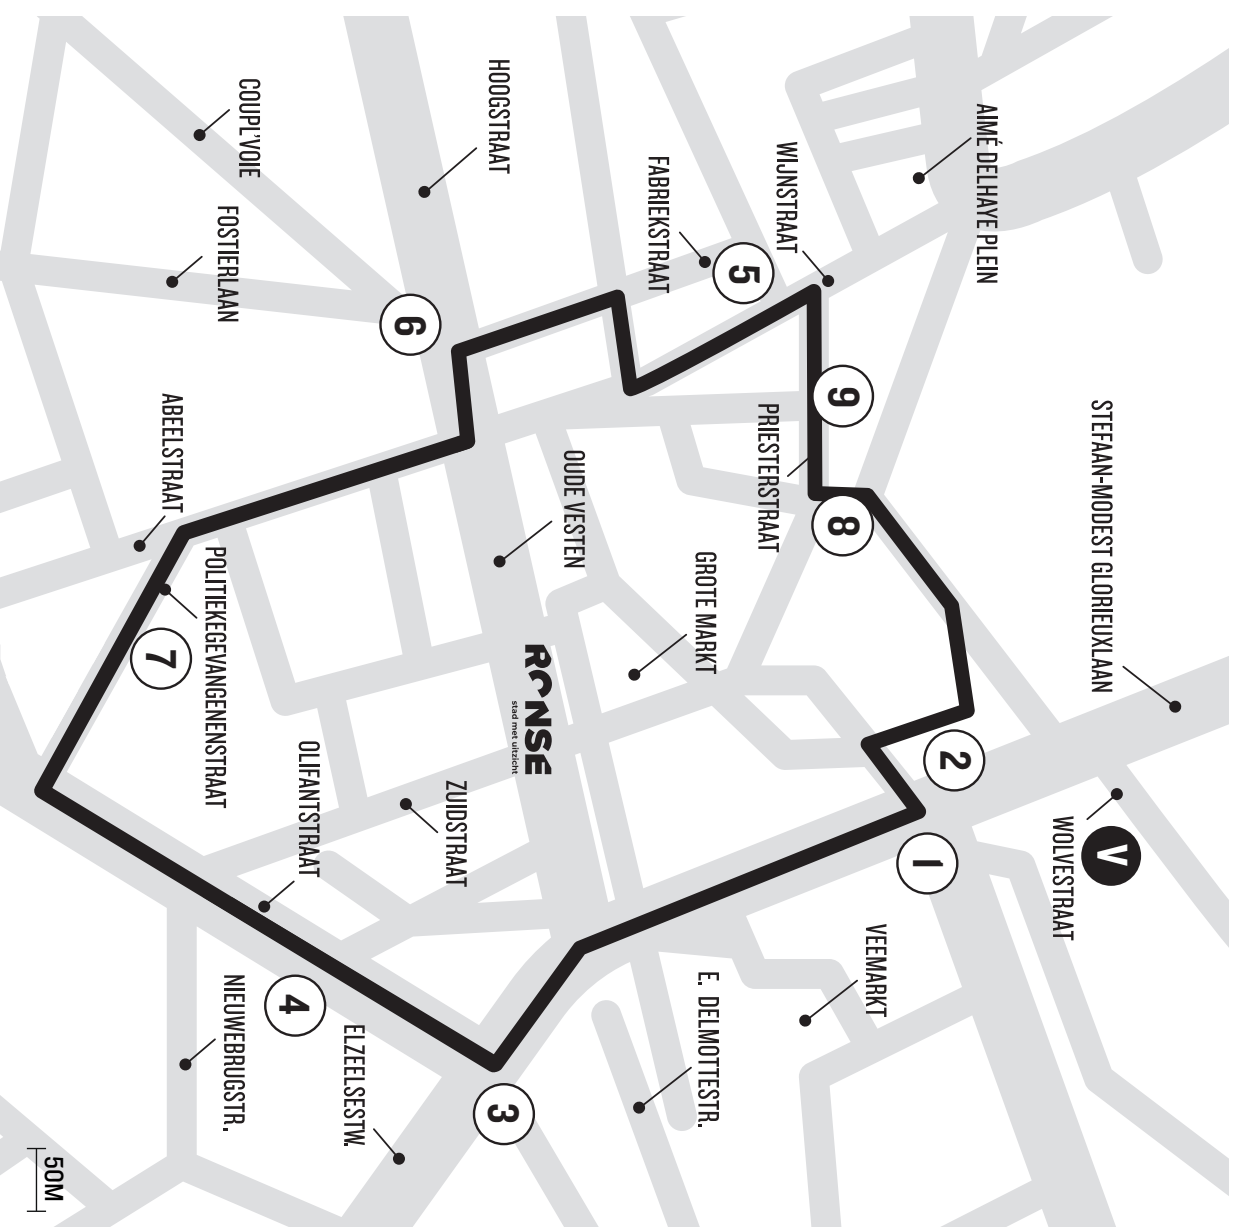 STEFAAN-MODEST GLORIEUXLAAN
V
WOLVESTRAAT
AIMÉ DELHAYE PLEIN
2
1
VEEMARKT
9
8
WIJNSTRAAT
PRIESTERSTRAAT
5
GROTE MARKT
E. DELMOTTESTR.
FABRIEKSTRAAT
OUDE VESTEN
RONSE
stad met uitzicht
HOOGSTRAAT
3
ZUIDSTRAAT
6
ELZEELSESTW.
OLIFANTSTRAAT
4
COUPL'VOIE
NIEUWEBRUGSTR.
FOSTIERLAAN
POLITIEKEGEVANGENENSTRAAT
ABEELSTRAAT
7
50M